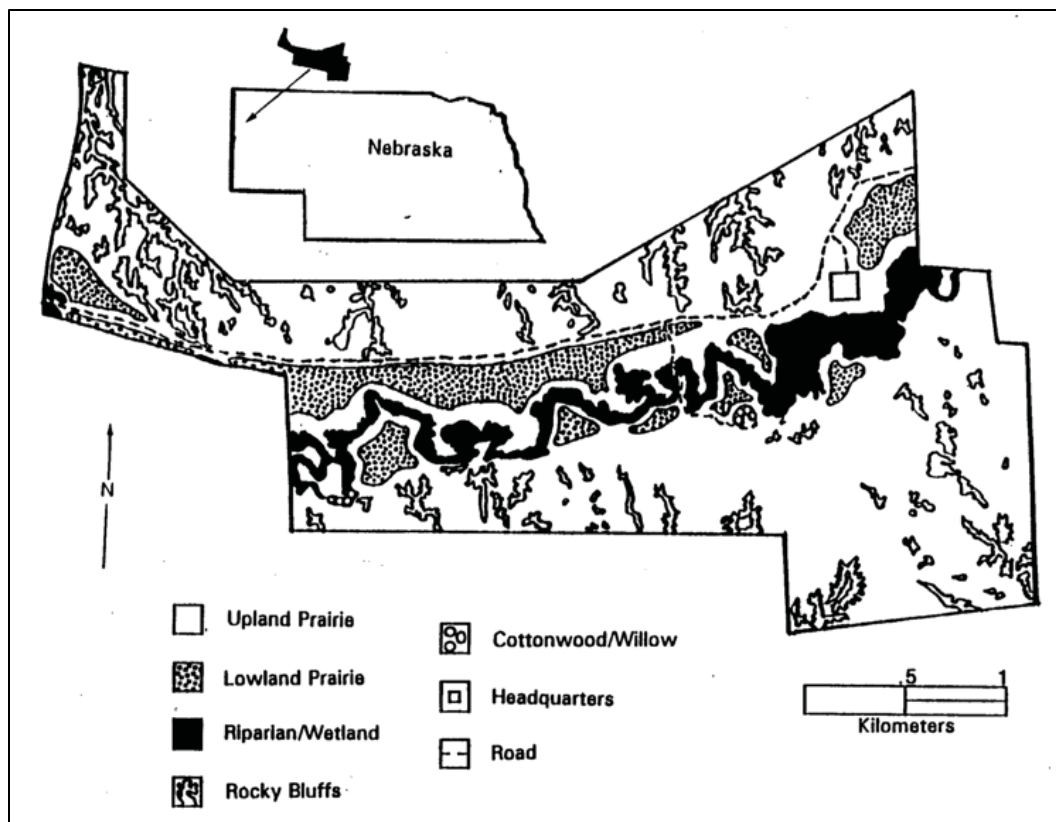 Nebraska
N
Upland Prairie
Lowland Prairie
Riparian/Wetland
Rocky Bluffs
Cottonwood/Willow
Headquarters
Road
.5 1
Kilometers